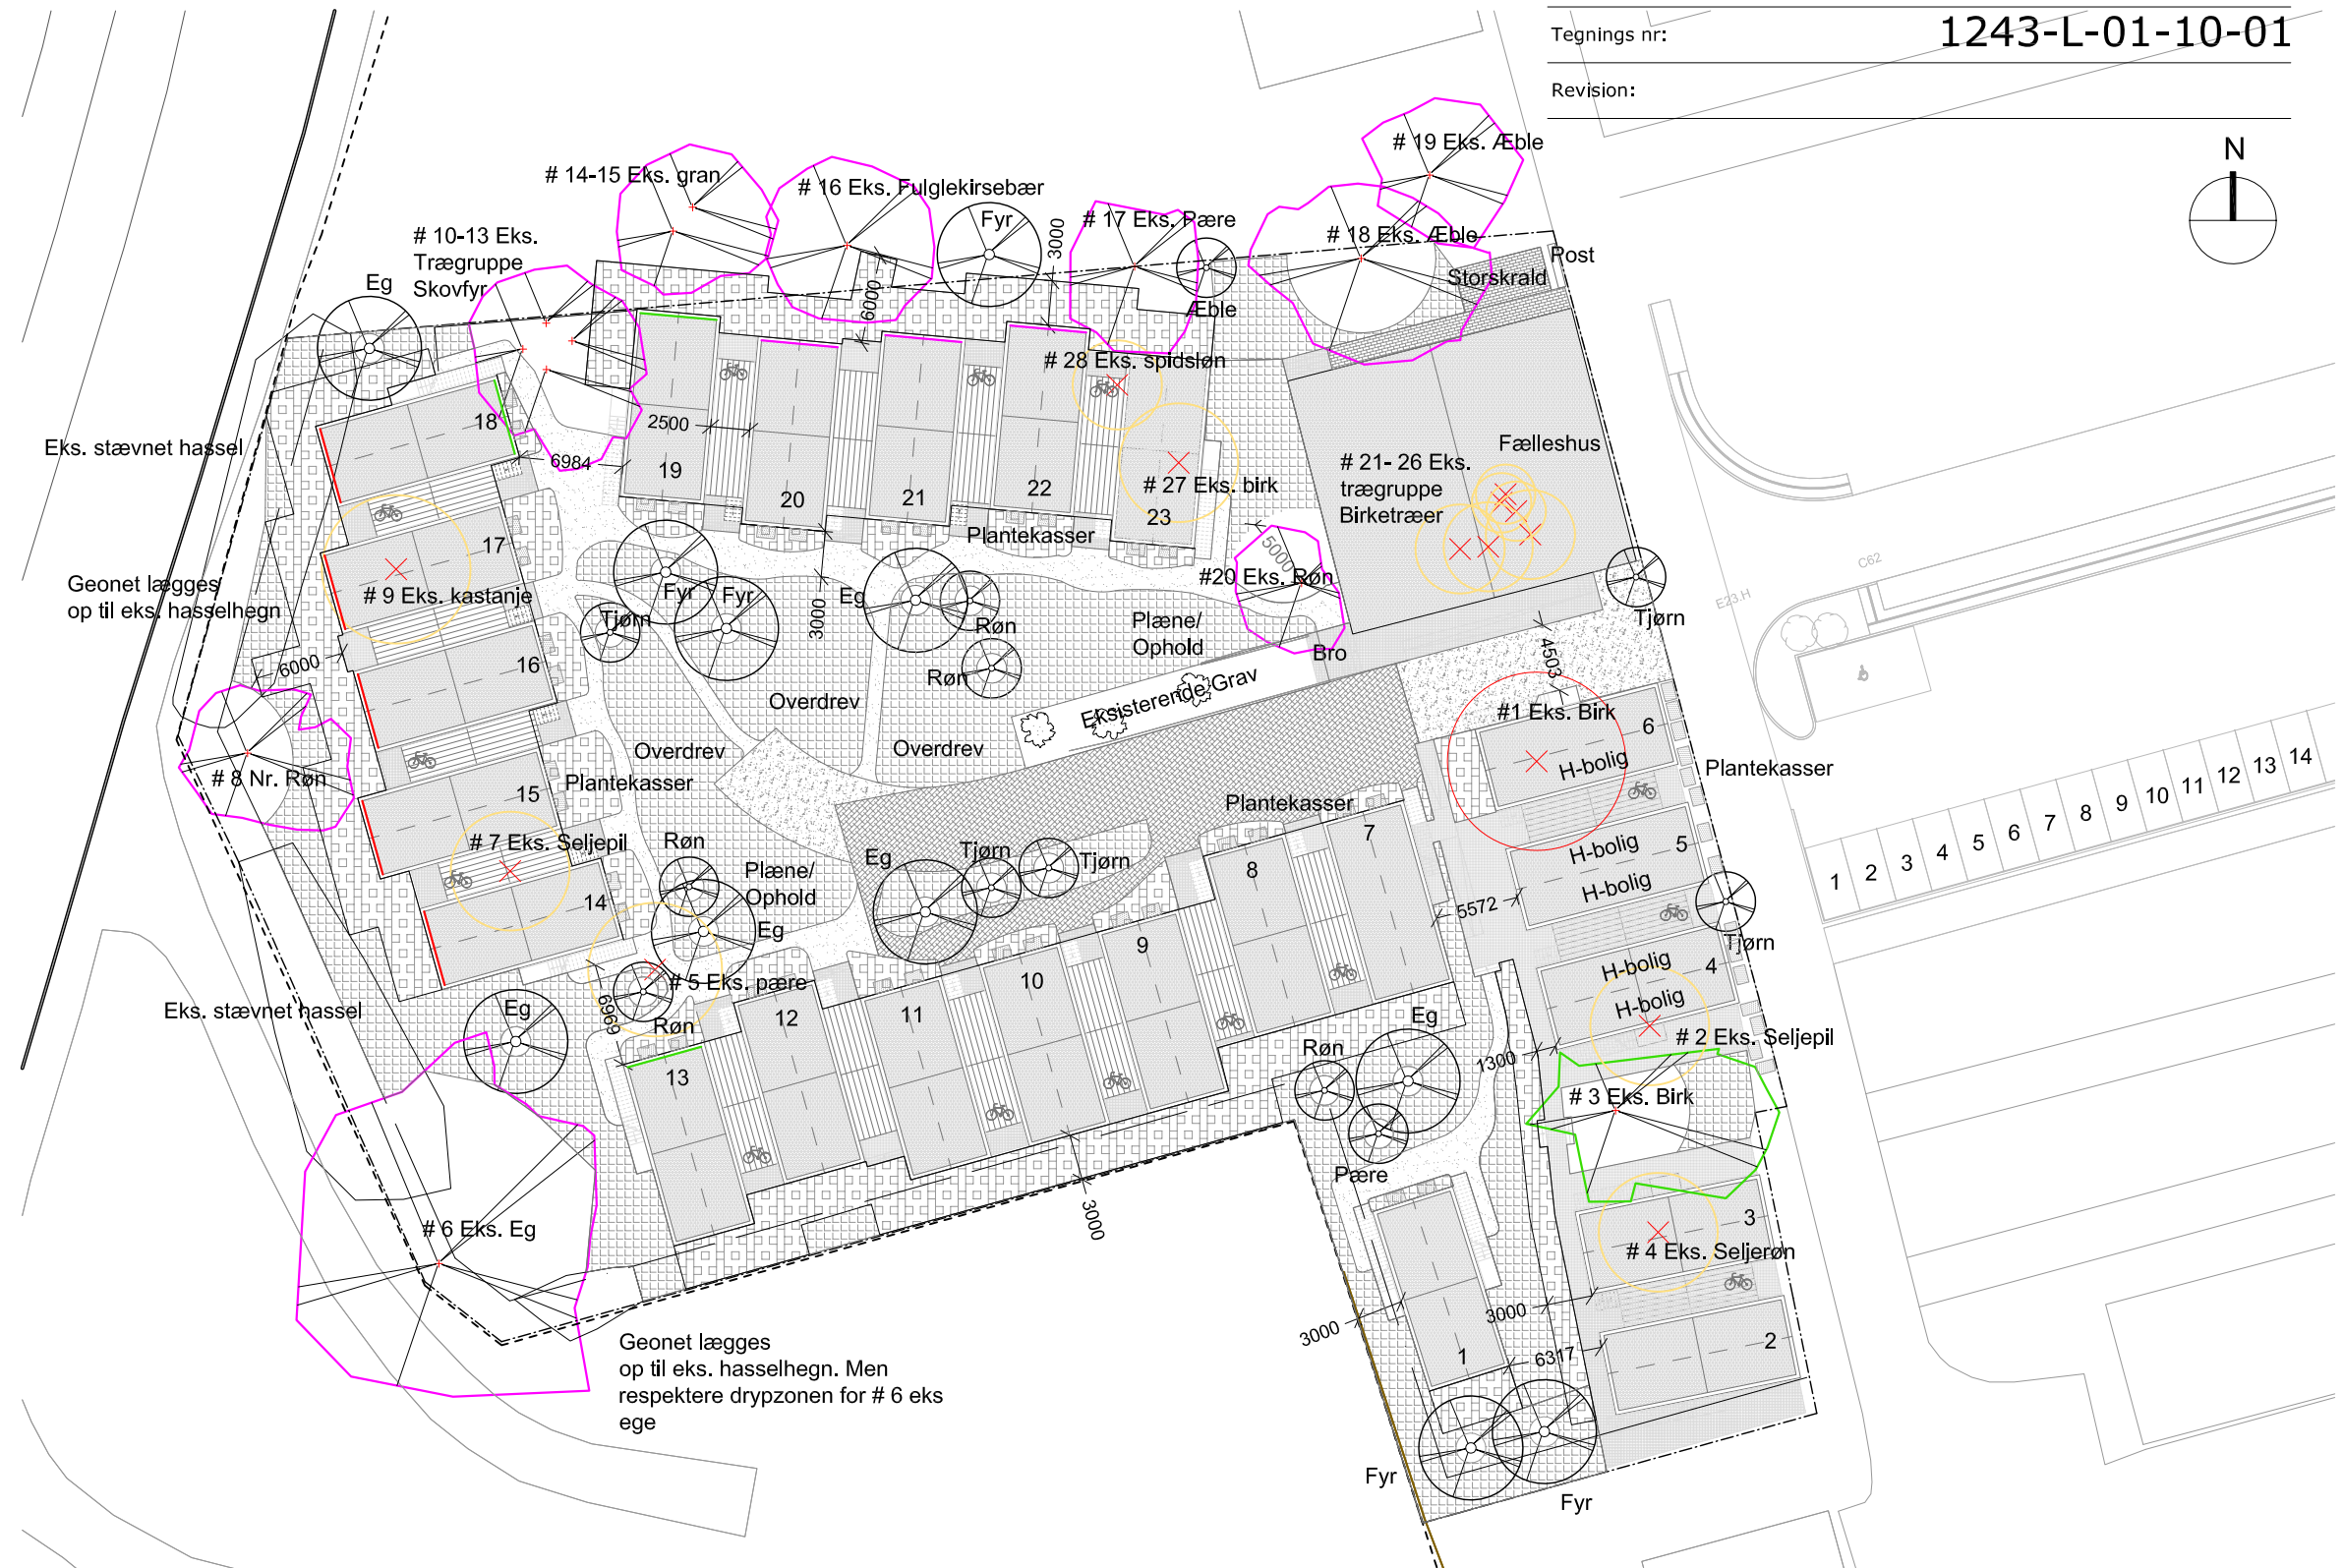 Tegnings nr:
1243-L-01-10-01
Revision:
N
# 19 Eks. Æble
# 14-15 Eks. gran
# 16 Eks. Fulglekirsebær
Fyr
3000
# 17 Eks. Pære
# 18 Eks. Æble
Post
Storskrald
# 10-13 Eks.
Trægruppe
Skovfyr
Eg
6000
Æble
# 28 Eks. spidsløn
Eks. stævnet hassel
18
2500
6984
19
20
21
22
23
# 27 Eks. birk
Fælleshus
# 21- 26 Eks.
trægruppe
Birketræer
Plantekasser
17
5000
#20 Eks. Røn
Geonet lægges
op til eks. hasselhegn
# 9 Eks. kastanje
Fyr
Fyr
Tjørn
3000
Eg
Røn
Plæne/
Ophold
Bro
Tjørn
C62
E23.H
6000
16
Røn
Overdrev
Eksisterende Grav
4503
#1 Eks. Birk
6
H-bolig
Overdrev
Overdrev
# 8 Nr. Røn
15
Plantekasser
Plantekasser
Plantekasser
1
2
3
4
5
6
7
8
9
10
11
12
13
14
# 7 Eks. Seljepil
Røn
Plæne/
Ophold
Eg
Tjørn
Tjørn
8
7
H-bolig
5
H-bolig
14
Eg
5572
Tjørn
9
10
H-bolig
4
H-bolig
# 5 Eks. pære
Eks. stævnet hassel
Eg
6969
Røn
12
11
Røn
Eg
# 2 Eks. Seljepil
1300
13
# 3 Eks. Birk
Pære
# 6 Eks. Eg
3000
3
# 4 Eks. Seljerøn
3000
3000
1
6317
2
Geonet lægges
op til eks. hasselhegn. Men
respektere drypzonen for # 6 eks
ege
Fyr
Fyr